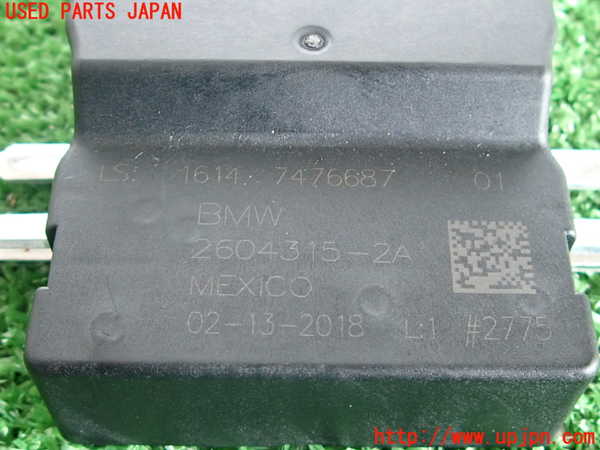 USED PARTS JAPAN
LS: 1614 7476687 01
BMW
2604315-2A
MEXICO
02-13-2018 L:1 #2775
http://www.upjpn.com